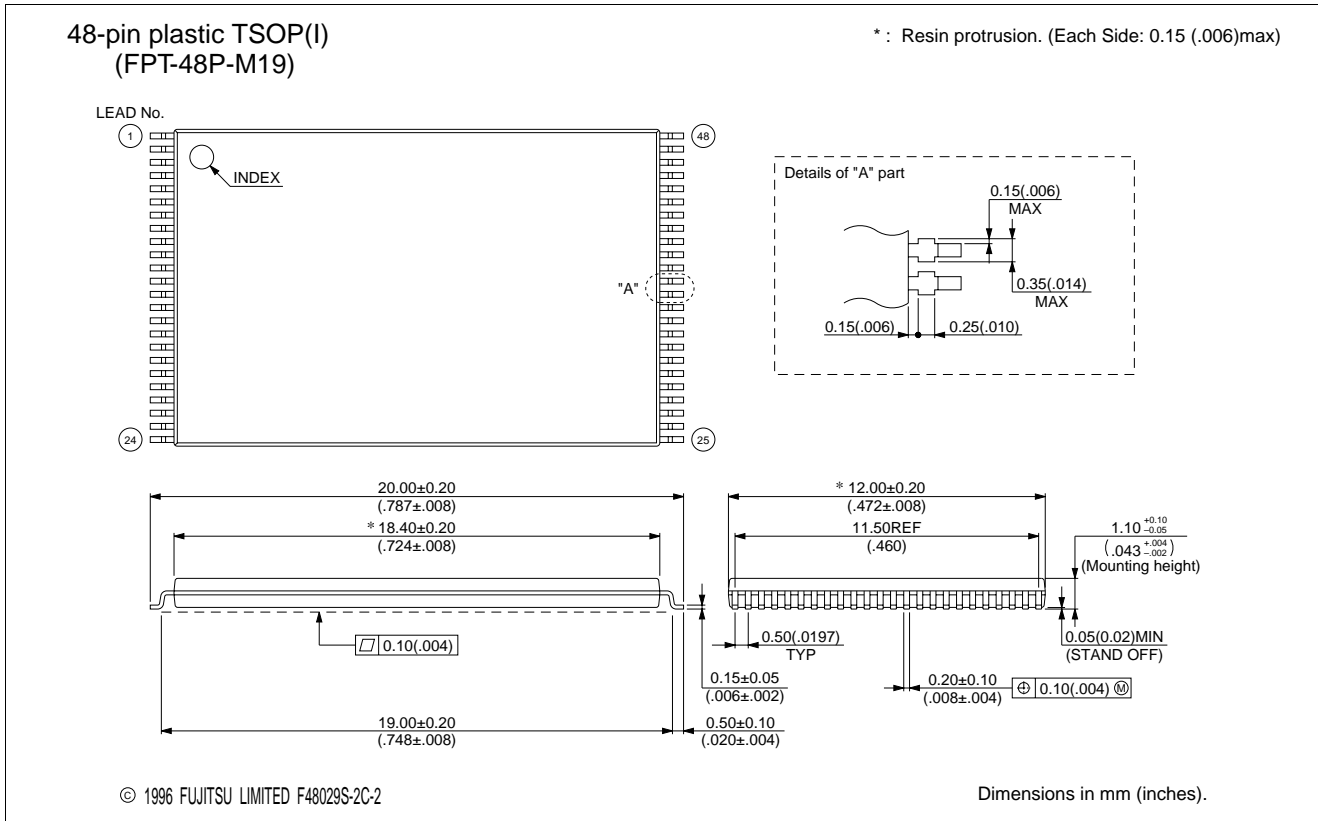 48-pin plastic TSOP(I)
(FPT-48P-M19)
* : Resin protrusion. (Each Side: 0.15 (.006)max)
LEAD No.
1
48
INDEX
"A"
24
25
Details of "A" part
0.15(.006)
MAX
0.35(.014)
MAX
0.15(.006)
0.25(.010)
20.00±0.20
(.787±.008)
* 18.40±0.20
(.724±.008)
0.10(.004)
19.00±0.20
(.748±.008)
0.15±0.05
(.006±.002)
0.50±0.10
(.020±.004)
* 12.00±0.20
(.472±.008)
11.50REF
(.460)
1.10 +0.10 −0.05
(.043 +.004 −.002)
(Mounting height)
0.50(.0197)
TYP
0.05(0.02)MIN
(STAND OFF)
0.20±0.10
(.008±.004)
⌖ 0.10(.004) Ⓜ
© 1996 FUJITSU LIMITED F48029S-2C-2
Dimensions in mm (inches).